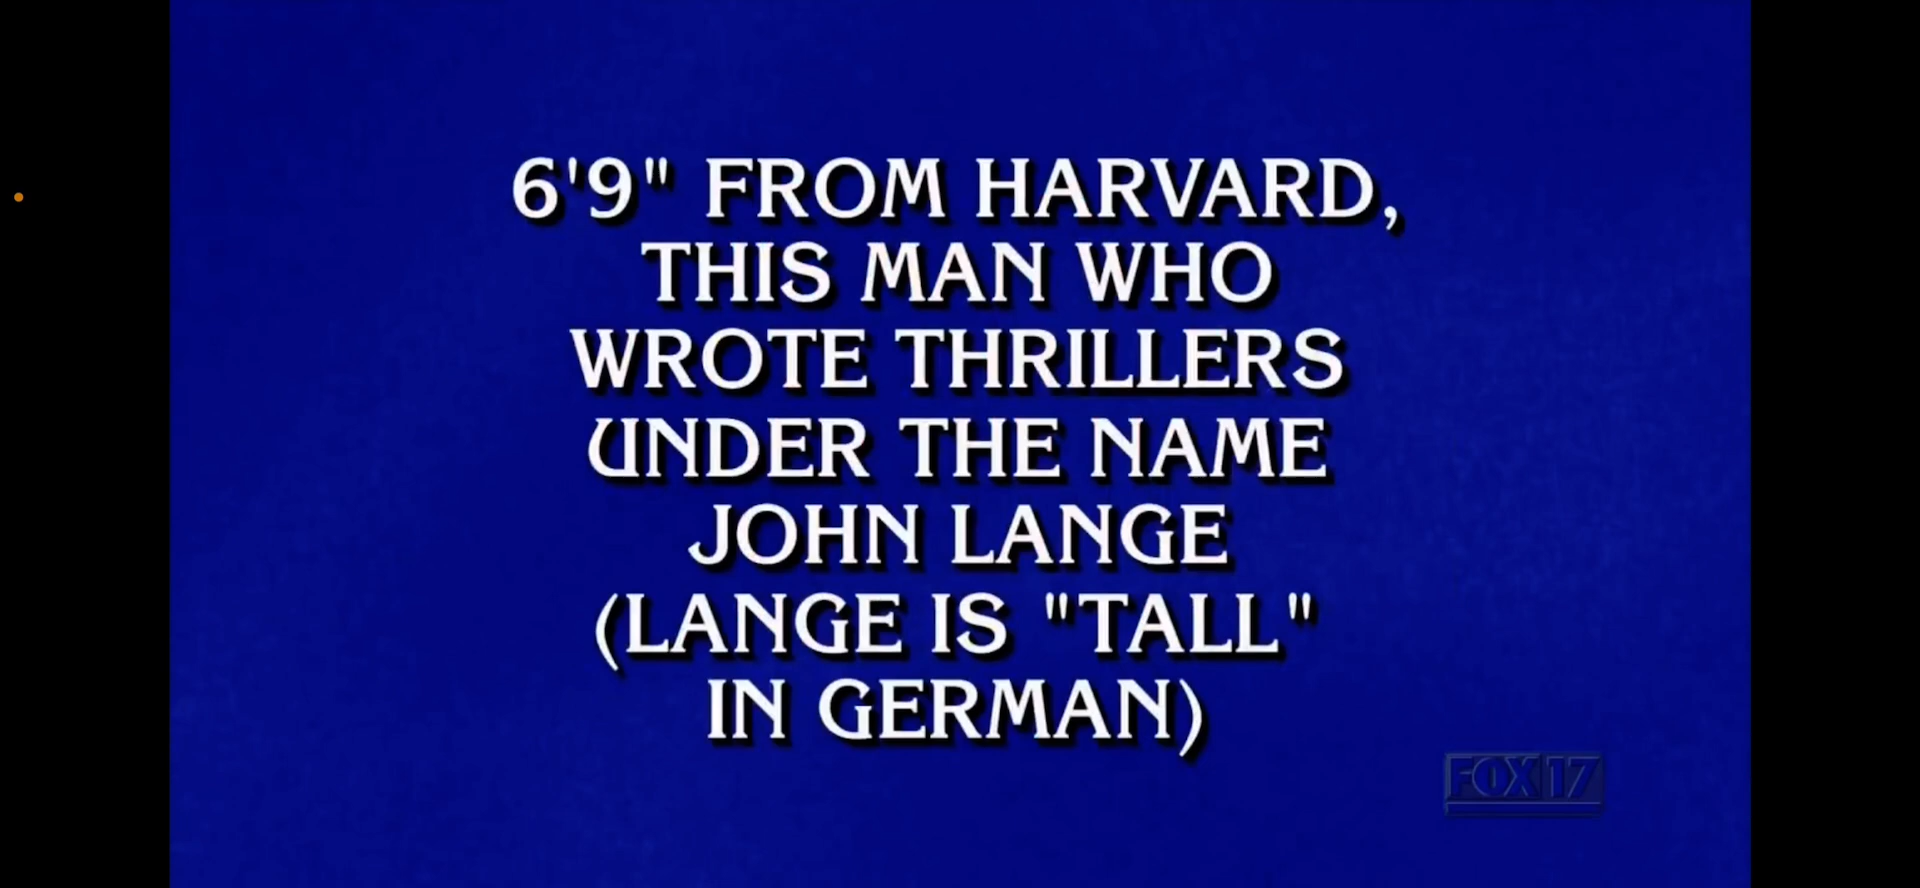 6'9" FROM HARVARD,
THIS MAN WHO
WROTE THRILLERS
UNDER THE NAME
JOHN LANGE
(LANGE IS "TALL"
IN GERMAN)
FOX 17